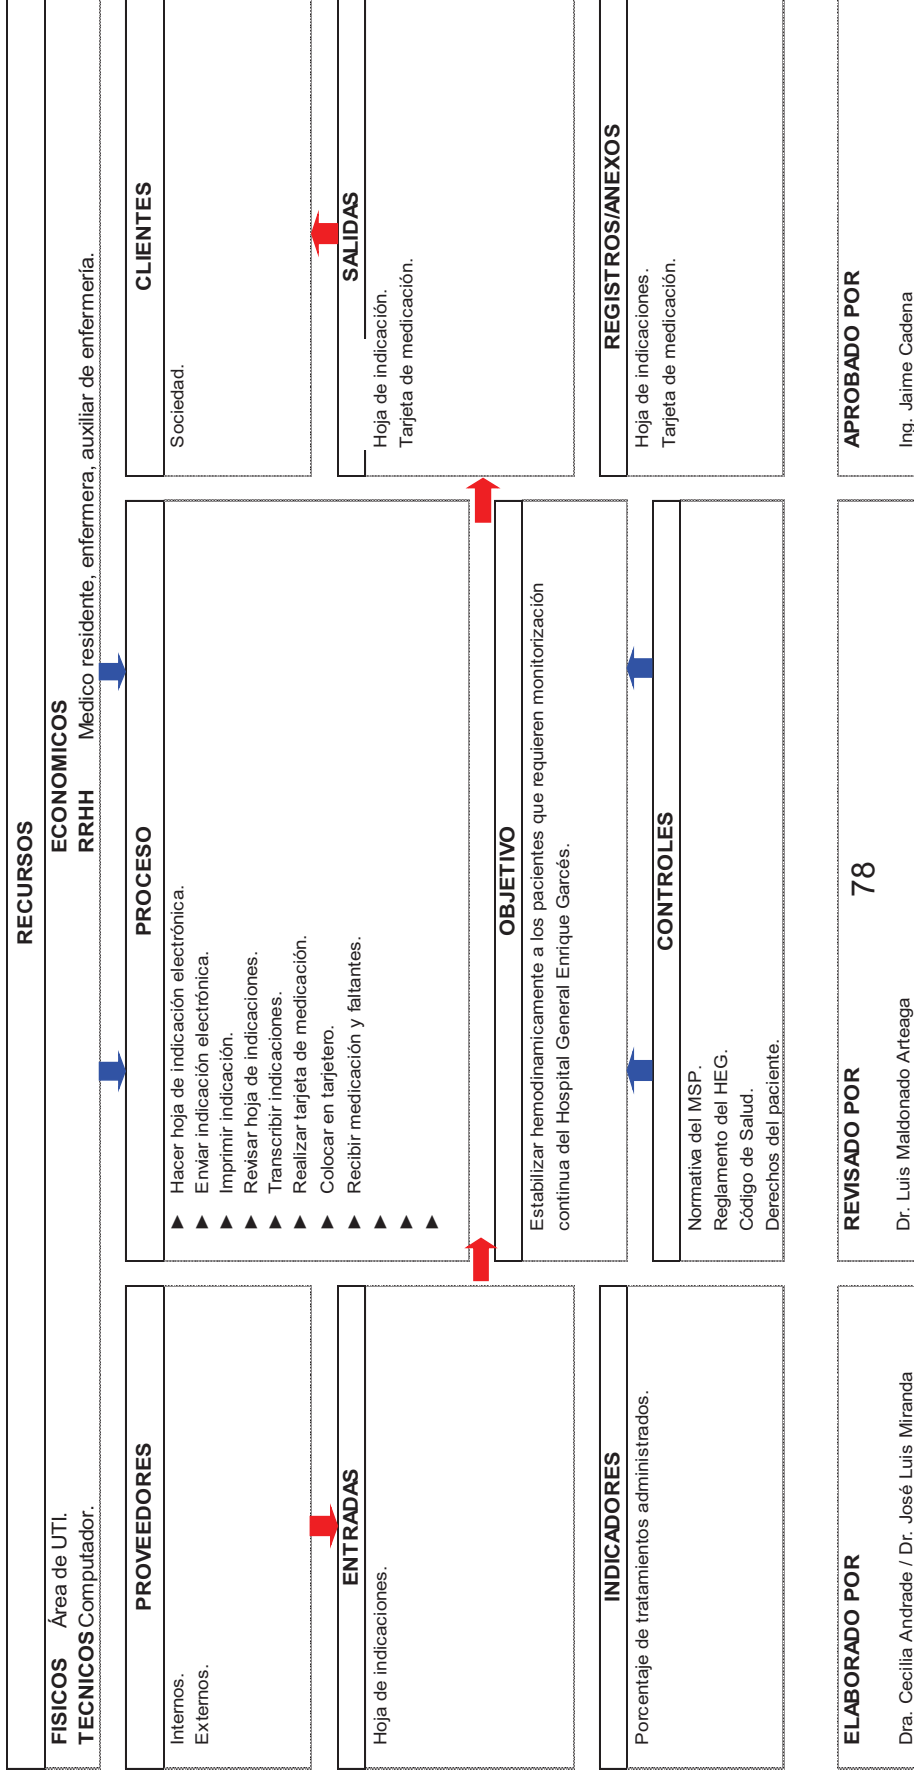 RECURSOS
FISICOS Área de UTI.
TECNICOS Computador.
ECONOMICOS
RRHH Medico residente, enfermera, auxiliar de enfermería.
PROVEEDORES
Internos.
Externos.
PROCESO
▶ Hacer hoja de indicación electrónica.
▶ Enviar indicación electrónica.
▶ Imprimir indicación.
▶ Revisar hoja de indicaciones.
▶ Transcribir indicaciones.
▶ Realizar tarjeta de medicación.
▶ Colocar en tarjetero.
▶ Recibir medicación y faltantes.
▶
▶
▶
CLIENTES
Sociedad.
ENTRADAS
Hoja de indicaciones.
SALIDAS
Hoja de indicación.
Tarjeta de medicación.
OBJETIVO
Estabilizar hemodinamicamente a los pacientes que requieren monitorización
continua del Hospital General Enrique Garcés.
INDICADORES
Porcentaje de tratamientos administrados.
CONTROLES
Normativa del MSP.
Reglamento del HEG.
Código de Salud.
Derechos del paciente.
REGISTROS/ANEXOS
Hoja de indicaciones.
Tarjeta de medicación.
ELABORADO POR
Dra. Cecilia Andrade / Dr. José Luis Miranda
REVISADO POR
Dr. Luis Maldonado Arteaga
78
APROBADO POR
Ing. Jaime Cadena